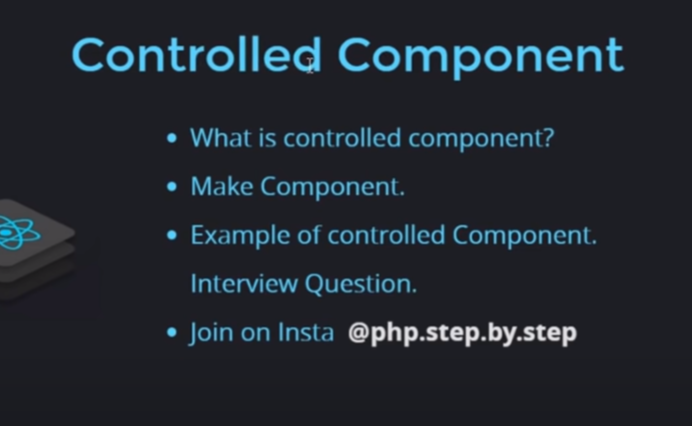 Controlled Component
What is controlled component?
Make Component.
Example of controlled Component.
Interview Question.
Join on Insta @php.step.by.step